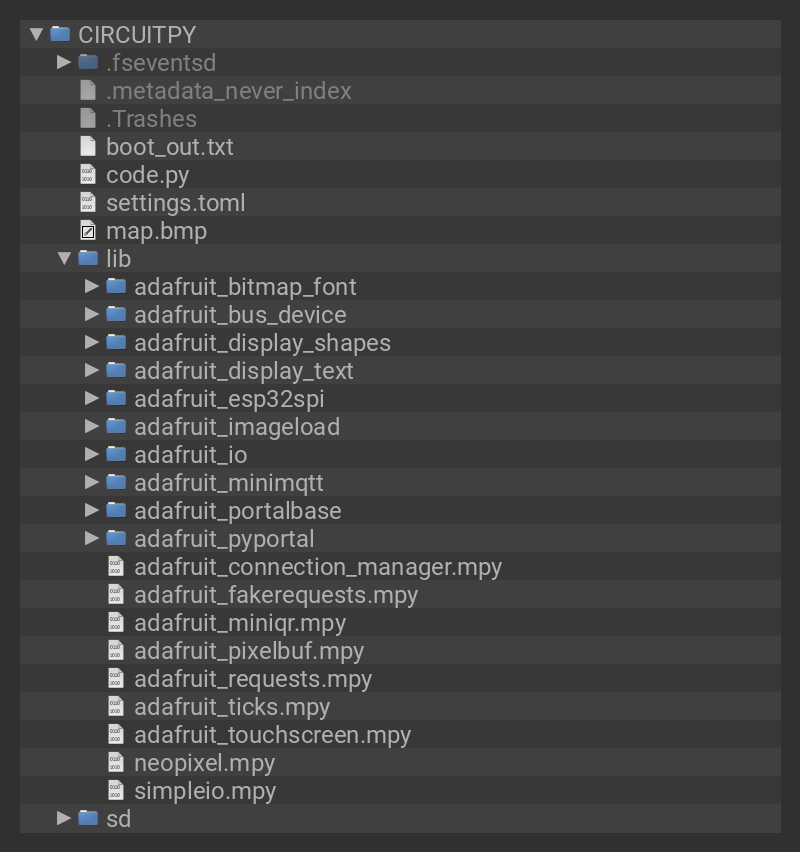 CIRCUITPY
.fseventsd
.metadata_never_index
.Trashes
boot_out.txt
code.py
settings.toml
map.bmp
lib
adafruit_bitmap_font
adafruit_bus_device
adafruit_display_shapes
adafruit_display_text
adafruit_esp32spi
adafruit_imageload
adafruit_io
adafruit_minimqtt
adafruit_portalbase
adafruit_pyportal
adafruit_connection_manager.mpy
adafruit_fakerequests.mpy
adafruit_miniqr.mpy
adafruit_pixelbuf.mpy
adafruit_requests.mpy
adafruit_ticks.mpy
adafruit_touchscreen.mpy
neopixel.mpy
simpleio.mpy
sd